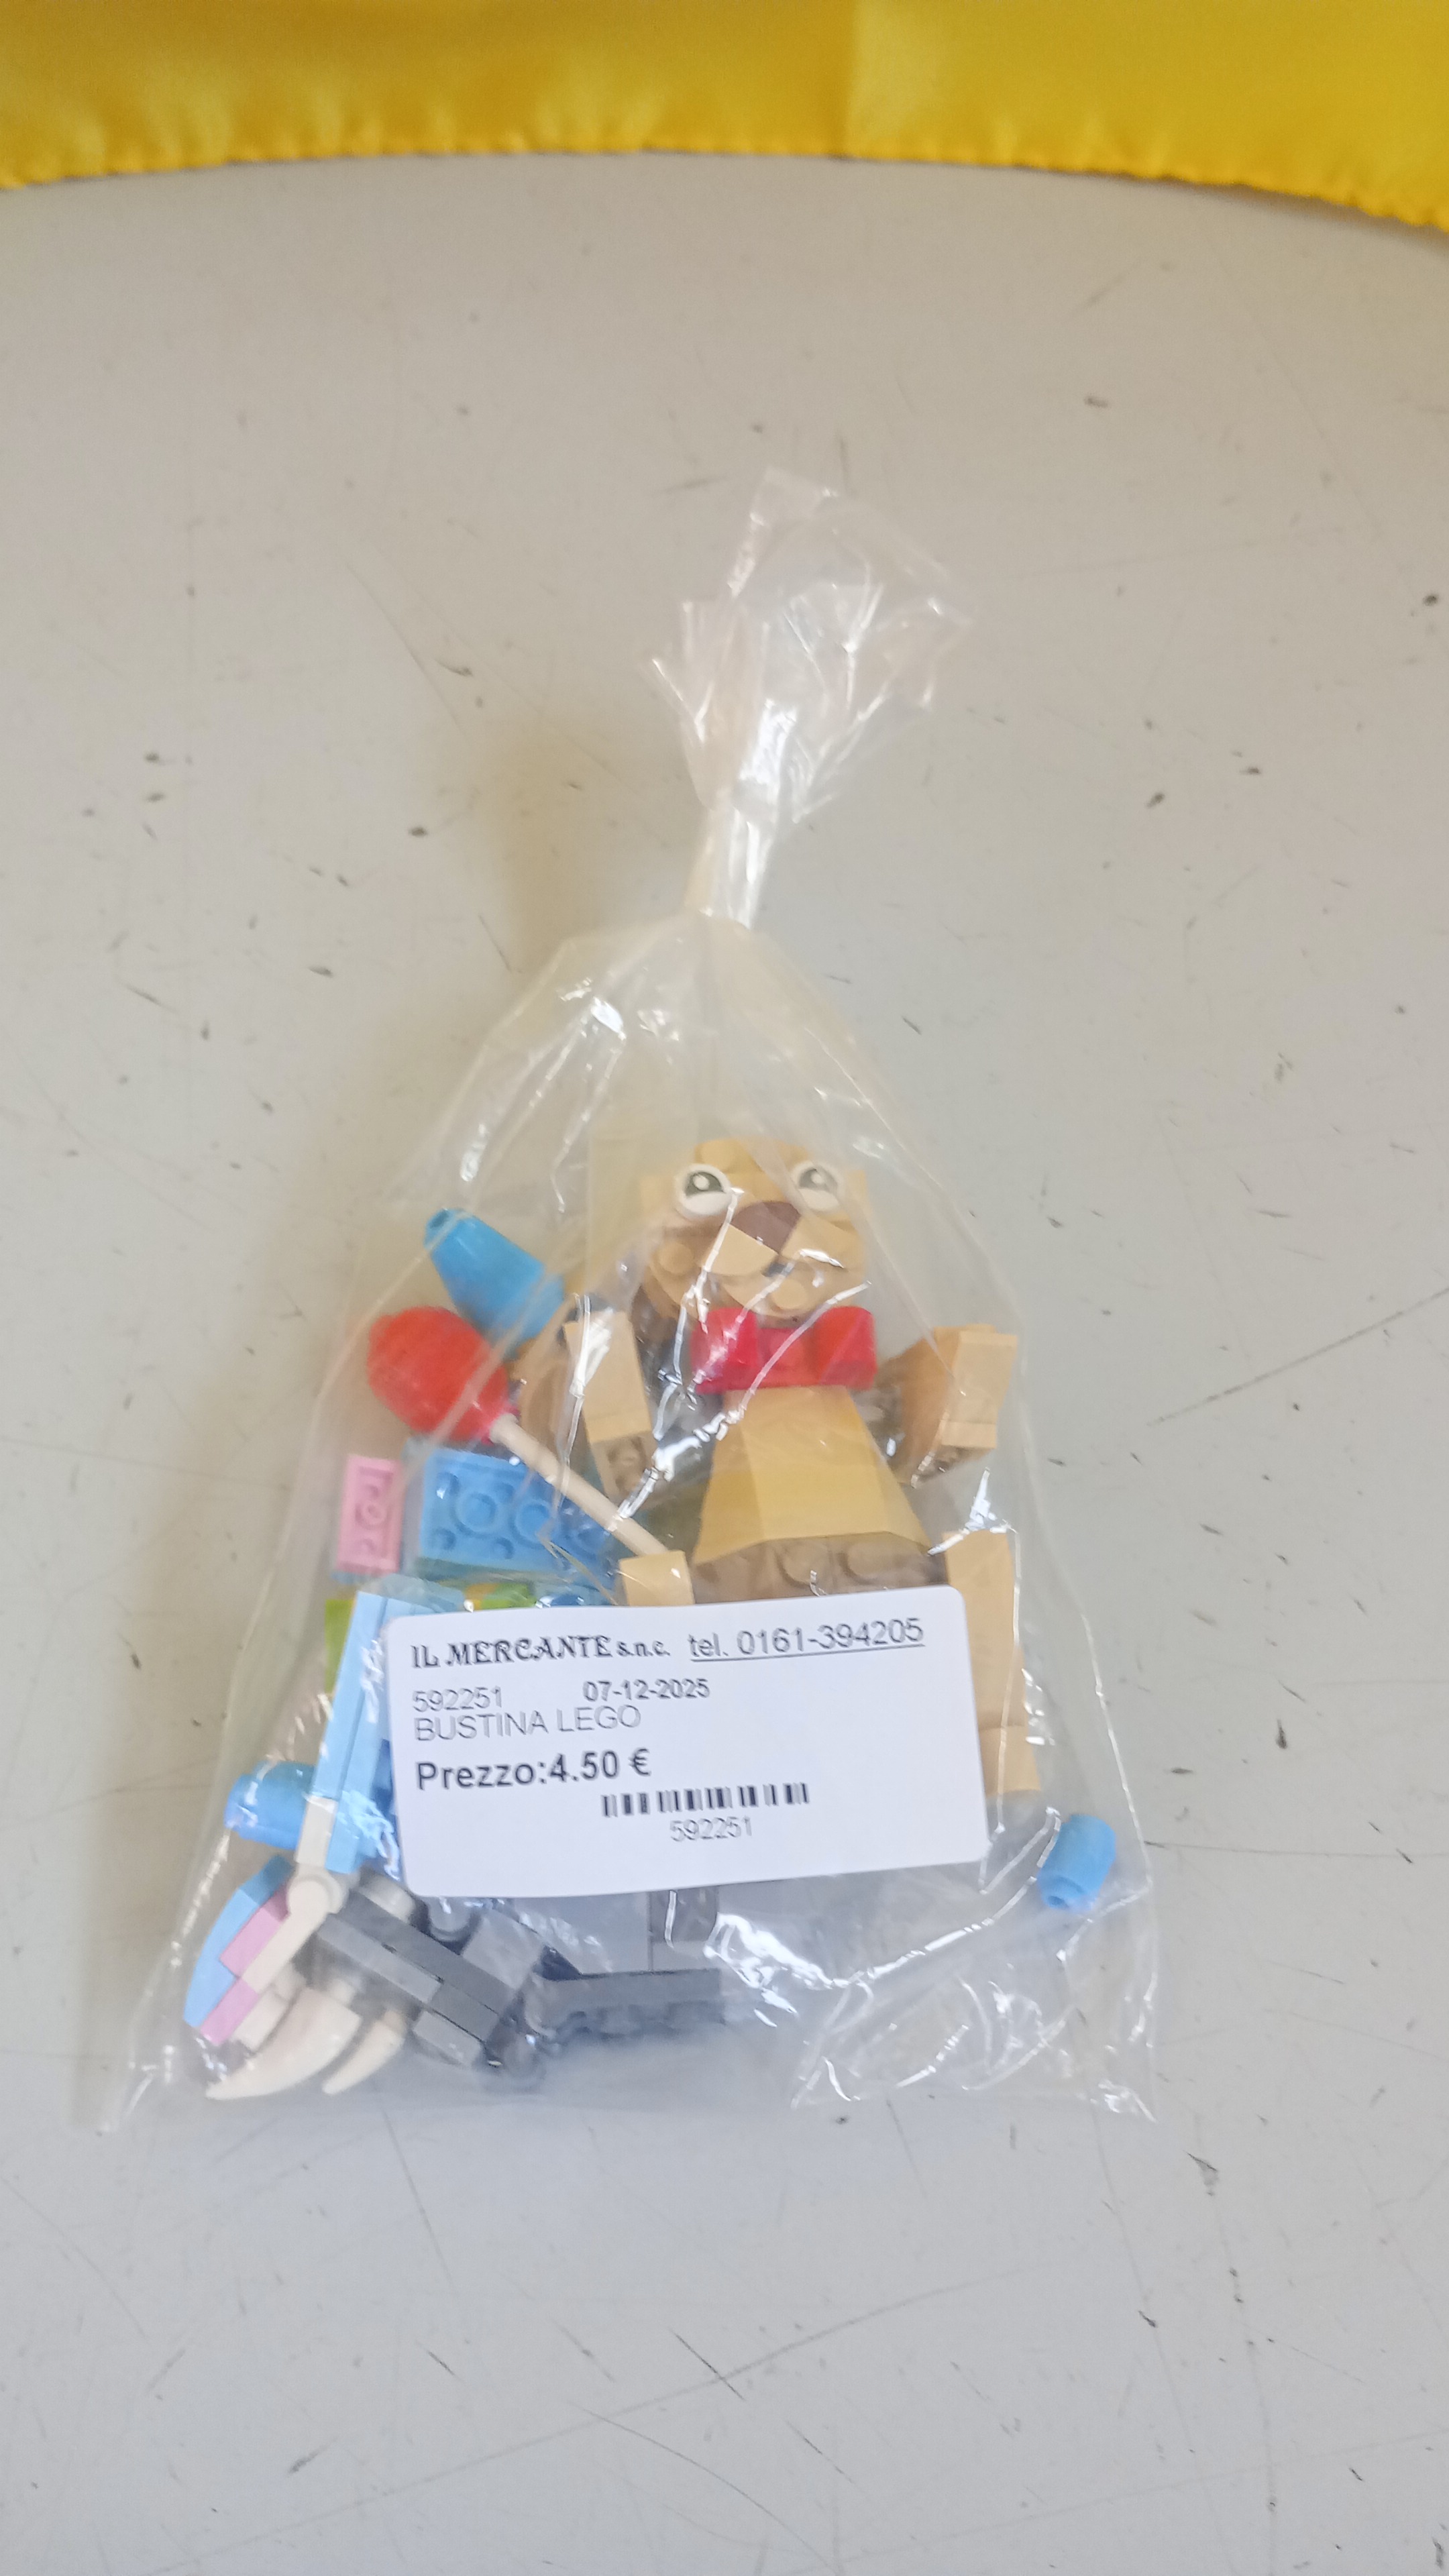 IL MERCANTE s.n.c. tel. 0161-394205
592251 07-12-2025
BUSTINA LEGO
Prezzo:4.50 €
592251